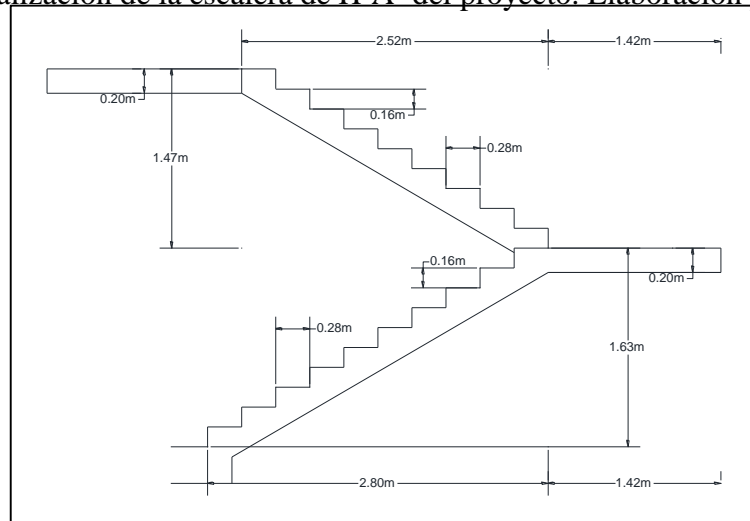 alización de la escalera de II A- del proyecto. Elaboración
2.52m
1.42m
0.20m
0.16m
1.47m
0.28m
0.16m
0.20m
0.28m
1.63m
2.80m
1.42m